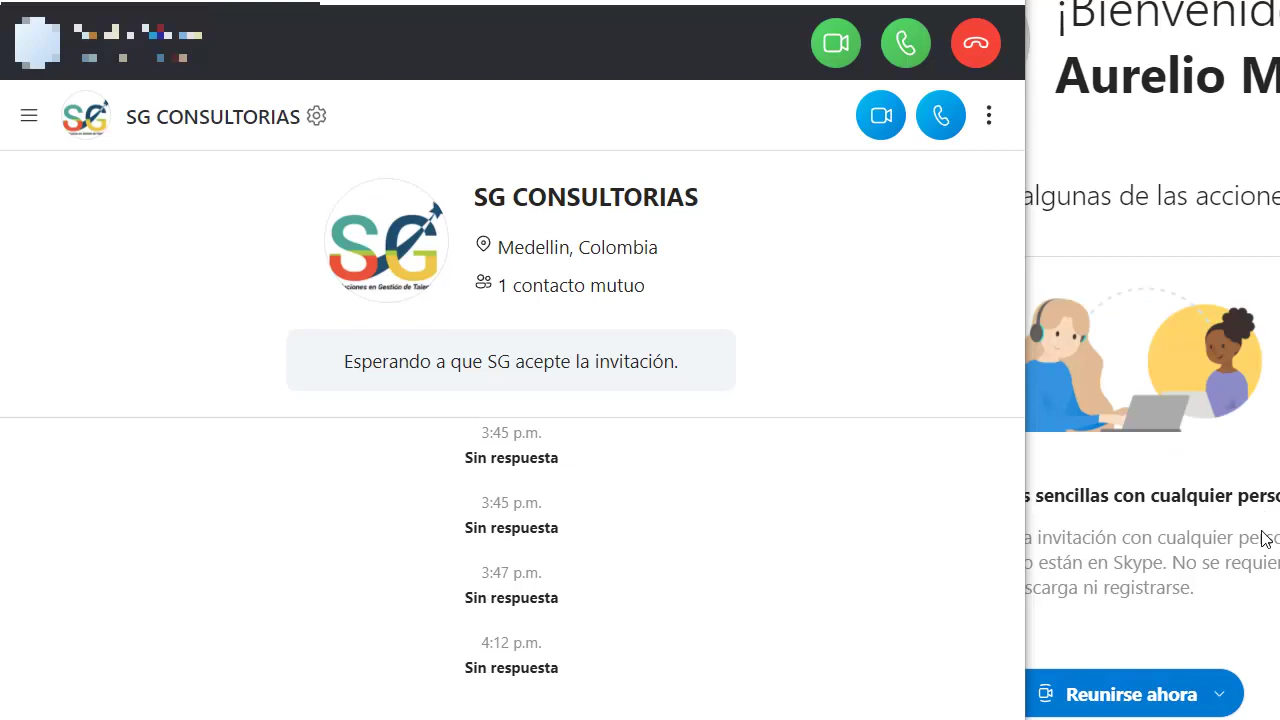 SG CONSULTORIAS
SG CONSULTORIAS
Medellin, Colombia
1 contacto mutuo
Esperando a que SG acepte la invitación.
3:45 p.m.
Sin respuesta
3:45 p.m.
Sin respuesta
3:47 p.m.
Sin respuesta
4:12 p.m.
Sin respuesta
¡Bienvenid
Aurelio M
algunas de las accione
s sencillas con cualquier perso
a invitación con cualquier perso
o están en Skype. No se requier
scarga ni registrarse.
Reunirse ahora